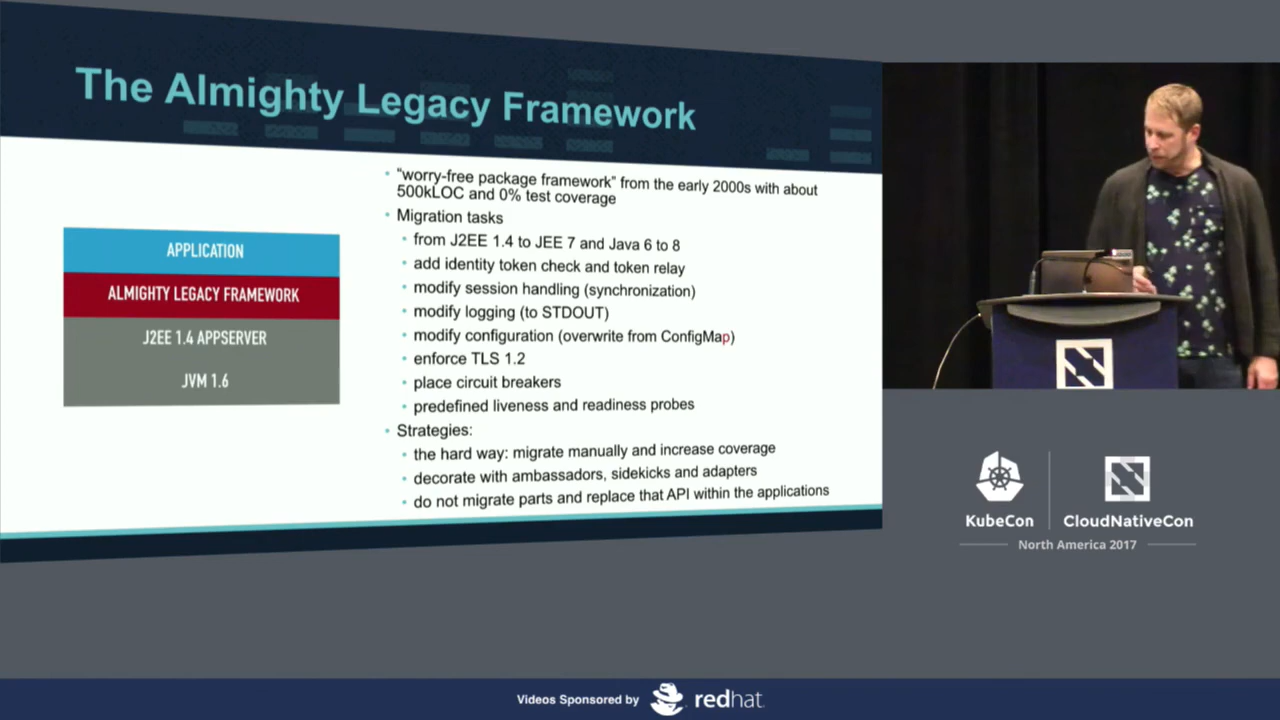 The Almighty Legacy Framework
APPLICATION
ALMIGHTY LEGACY FRAMEWORK
J2EE 1.4 APPSERVER
JVM 1.6
• "worry-free package framework" from the early 2000s with about
500kLOC and 0% test coverage
• Migration tasks
• from J2EE 1.4 to JEE 7 and Java 6 to 8
• add identity token check and token relay
• modify session handling (synchronization)
• modify logging (to STDOUT)
• modify configuration (overwrite from ConfigMap)
• enforce TLS 1.2
• place circuit breakers
• predefined liveness and readiness probes
• Strategies:
• the hard way: migrate manually and increase coverage
• decorate with ambassadors, sidekicks and adapters
• do not migrate parts and replace that API within the applications
KubeCon
CloudNativeCon
North America 2017
Videos Sponsored by
redhat